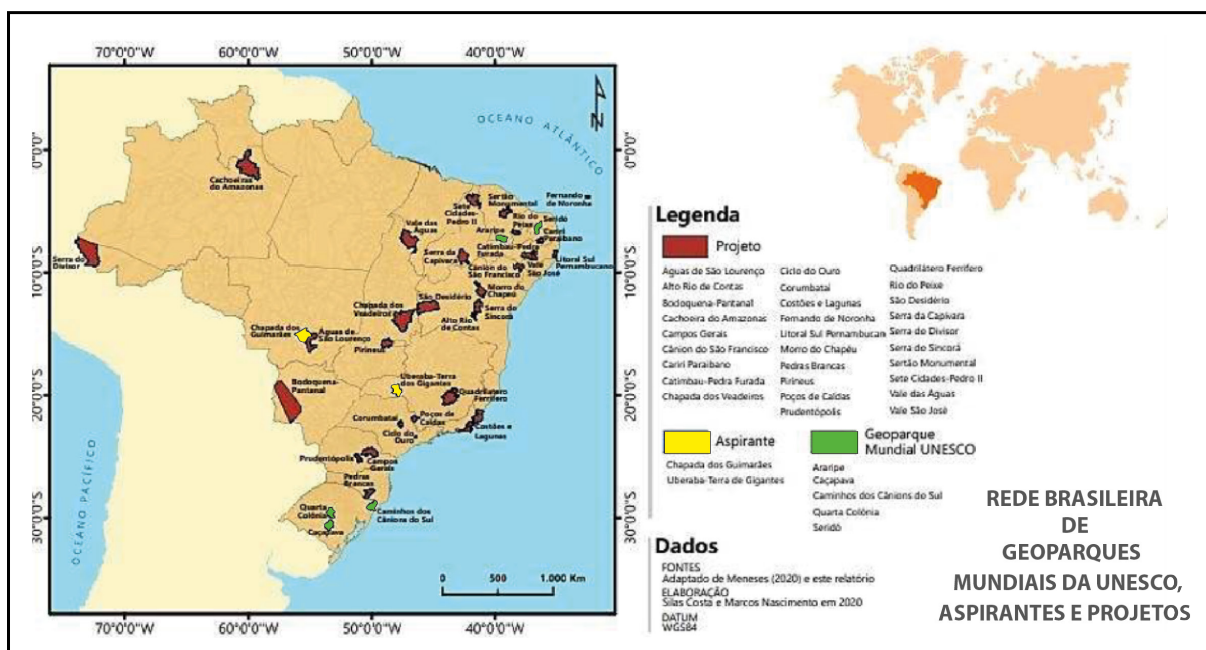 70°0'0"W 60°0'0"W 50°0'0"W 40°0'0"W
0°0'0"
10°0'0"S
20°0'0"S
30°0'0"S
N
OCEANO ATLÂNTICO
OCEANO PACÍFICO
Cachoeiras
do Amazonas
Serra do
Divisor
Vale das
Águas
Sete
Cidades-
Pedro II
Sertão
Monumental
Fernando
de Noronha
Rio do
Peixe
Seridó
Araripe
Cariri
Paraibano
Catimbau-Pedra
Furada
Serra da
Capivara
Cânion do
São Francisco
Vale
São José
Litoral Sul
Pernambucano
Morro do
Chapéu
São Desidério
Serra do
Sincorá
Alto Rio
de Contas
Chapada dos
Veadeiros
Chapada dos
Guimarães
Águas de
São Lourenço
Pirineus
Bodoquena-
Pantanal
Uberaba-Terra
dos Gigantes
Quadrilátero
Ferrífero
Corumbataí
Poços de
Caldas
Ciclo do
Ouro
Costões e
Lagunas
Prudentópolis
Campos
Gerais
Pedras
Brancas
Quarta
Colônia
Caminhos dos
Cânions do Sul
Caçapava
0 500 1.000 Km
0°0'0"
10°0'0"S
20°0'0"S
30°0'0"S
70°0'0"W 60°0'0"W 50°0'0"W 40°0'0"W
Legenda
Projeto
Aguas de São Lourenço
Alto Rio de Contas
Bodoquena-Pantanal
Cachoeira do Amazonas
Campos Gerais
Cânion do São Francisco
Cariri Paraibano
Catimbau-Pedra Furada
Chapada dos Veadeiros
Ciclo do Ouro
Corumbataí
Costões e Lagunas
Fernando de Noronha
Litoral Sul Pernambucan
Morro do Chapéu
Pedras Brancas
Pirineus
Poços de Caldas
Prudentópolis
Quadrilátero Ferrífero
Rio do Peixe
São Desidério
Serra da Capivara
Serra do Divisor
Serra do Sincorá
Sertão Monumental
Sete Cidades-Pedro II
Vale das Aguas
Vale São José
Aspirante
Chapada dos Guimarães
Uberaba-Terra de Gigantes
Geoparque
Mundial UNESCO
Araripe
Caçapava
Caminhos dos Cânions do Sul
Quarta Colônia
Seridó
Dados
FONTES
Adaptado de Meneses (2020) e este relatório
ELABORAÇÃO
Silas Costa e Marcos Nascimento em 2020
DATUM
WGS84
REDE BRASILEIRA
DE
GEOPARQUES
MUNDIAIS DA UNESCO,
ASPIRANTES E PROJETOS